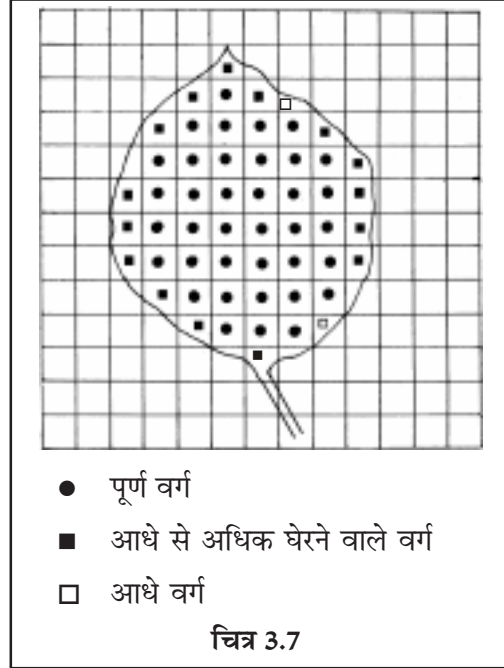 ● पूर्ण वर्ग
■ आधे से अधिक घेरने वाले वर्ग
□ आधे वर्ग
चित्र 3.7